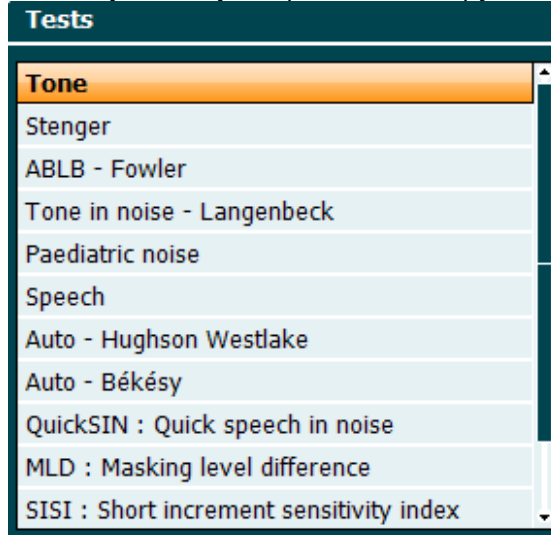 Tests
Tone
Stenger
ABLB - Fowler
Tone in noise - Langenbeck
Paediatric noise
Speech
Auto - Hughson Westlake
Auto - Békésy
QuickSIN : Quick speech in noise
MLD : Masking level difference
SISI : Short increment sensitivity index